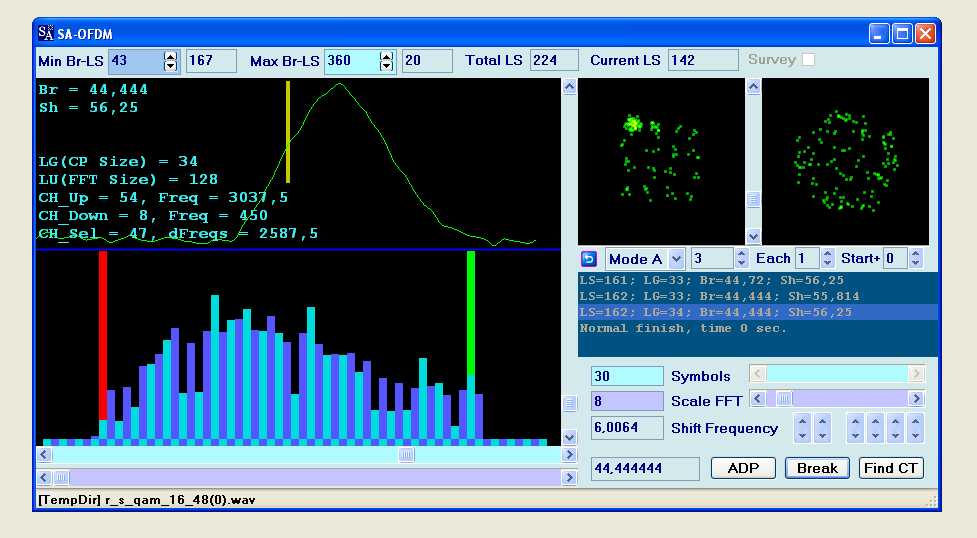 SA SA-OFDM
Min Br-LS 43 167 Max Br-LS 360 20 Total LS 224 Current LS 142 Survey
Br = 44,444
Sh = 56,25
LG(CP Size) = 34
LU(FFT Size) = 128
CH_Up = 54, Freq = 3037,5
CH_Down = 8, Freq = 450
CH_Sel = 47, dFreqs = 2587,5
Mode A 3 Each 1 Start+ 0
LS=161; LG=33; Br=44,72; Sh=56,25
LS=162; LG=33; Br=44,444; Sh=55,814
LS=162; LG=34; Br=44,444; Sh=56,25
Normal finish, time 0 sec.
30 Symbols
8 Scale FFT
6,0064 Shift Frequency
44,444444 ADP Break Find CT
[TempDir] r_s_qam_16_48(0).wav